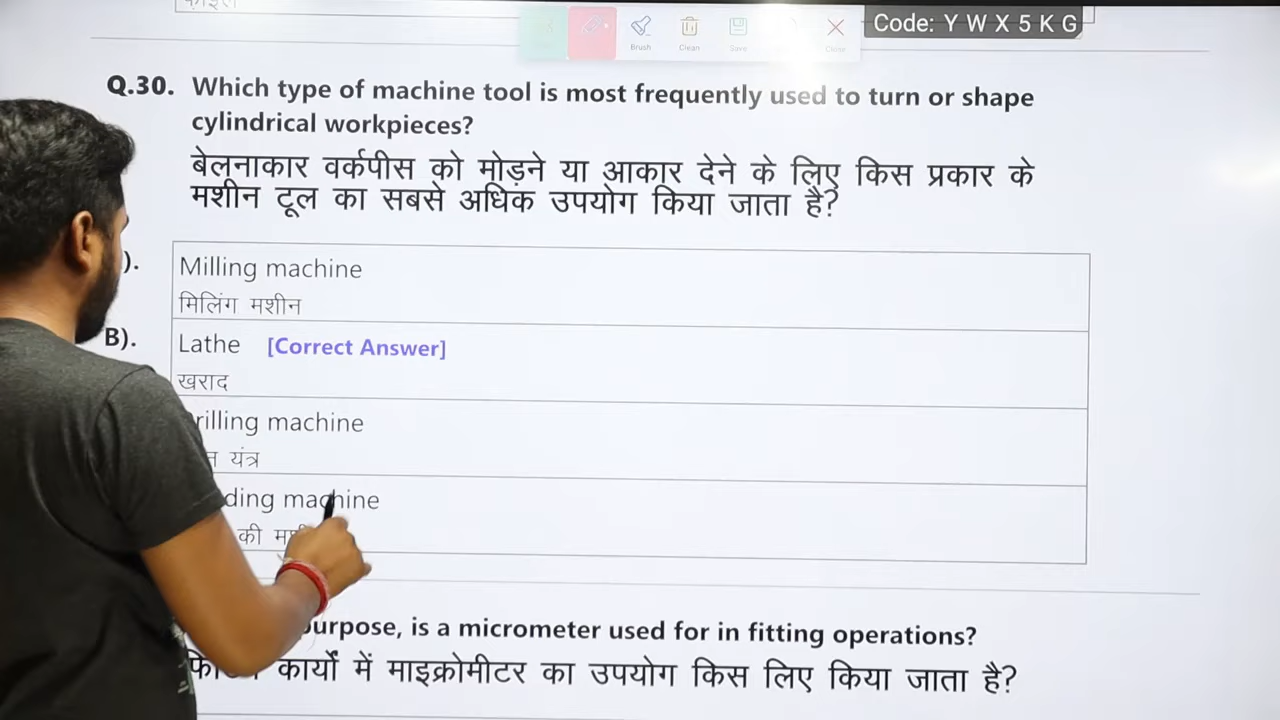 Brush
Clean
Save
Close
Code: Y W X 5 K G
Q.30. Which type of machine tool is most frequently used to turn or shape
cylindrical workpieces?
बेलनाकार वर्कपीस को मोड़ने या आकार देने के लिए किस प्रकार के
मशीन टूल का सबसे अधिक उपयोग किया जाता है?
).
Milling machine
मिलिंग मशीन
B).
Lathe [Correct Answer]
खराद
machine
यंत्र
machine
की
purpose, is a micrometer used for in fitting operations?
कार्यों में माइक्रोमीटर का उपयोग किस लिए किया जाता है?